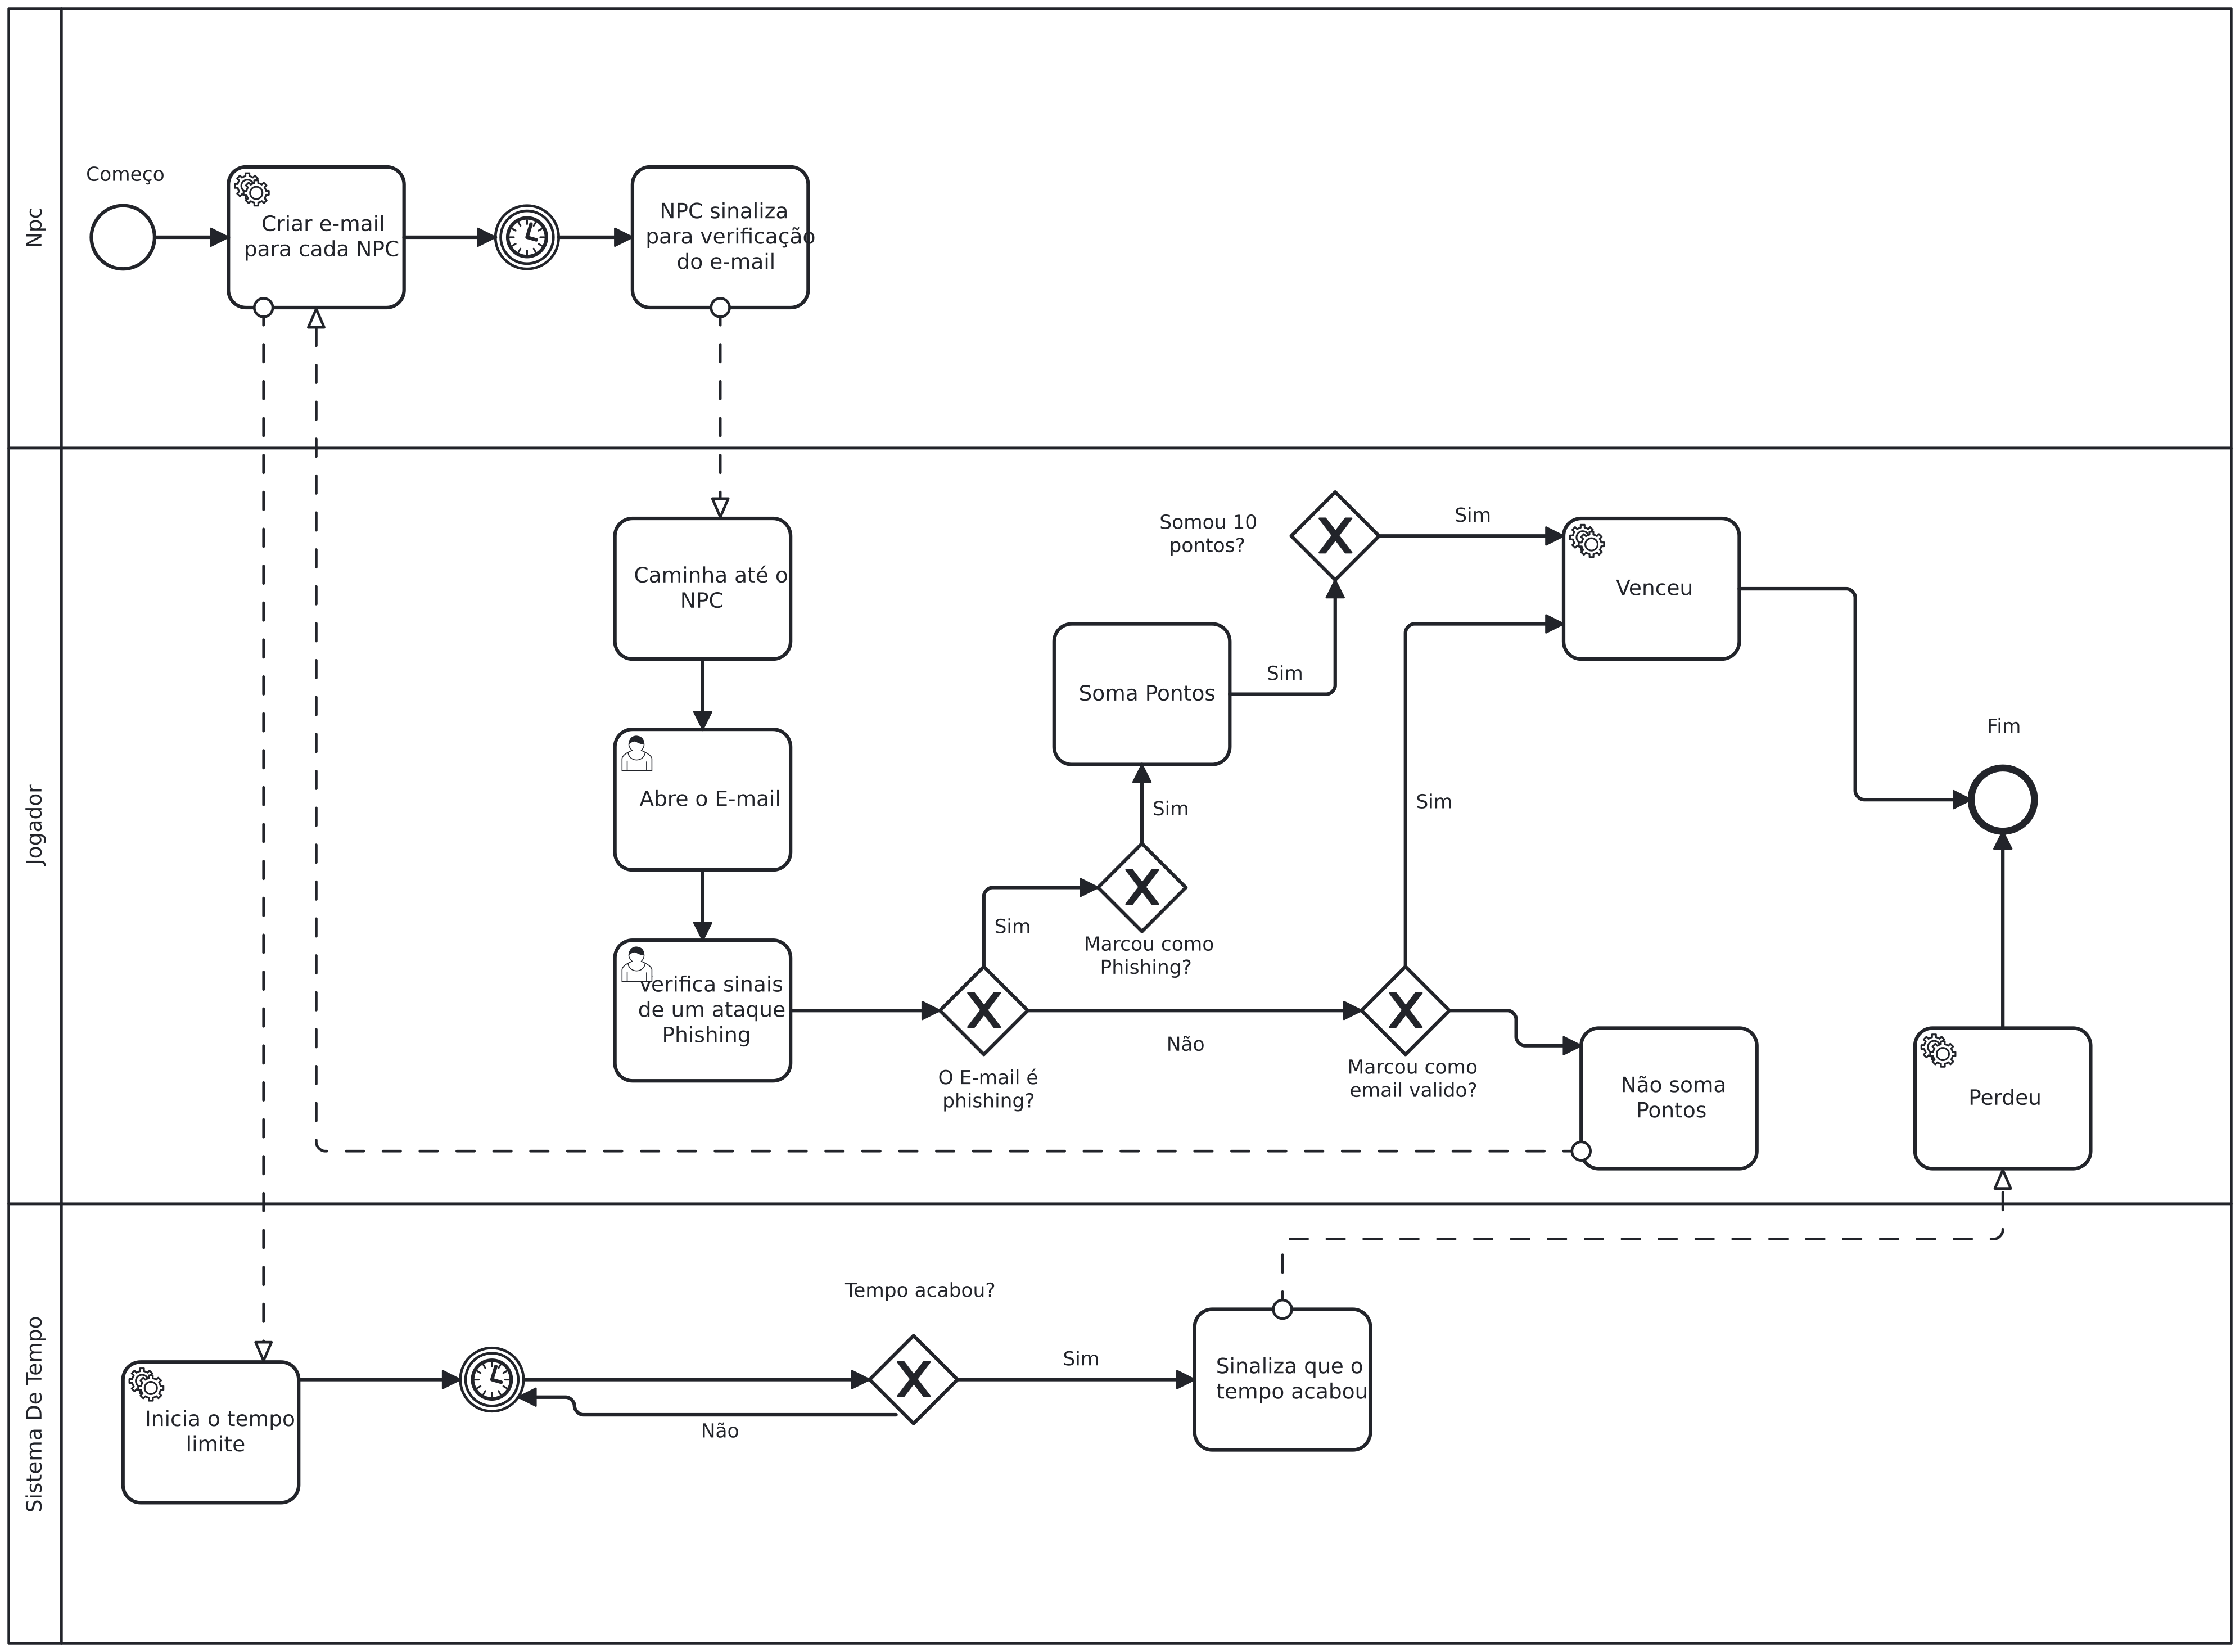 Npc
Começo
Criar e-mail
para cada NPC
NPC sinaliza
para verificação
do e-mail
Jogador
Caminha até o
NPC
Abre o E-mail
Verifica sinais
de um ataque
Phishing
O E-mail é
phishing?
Sim
Não
Marcou como
Phishing?
Sim
Soma Pontos
Sim
Somou 10
pontos?
Sim
Venceu
Marcou como
email valido?
Sim
Não soma
Pontos
Fim
Perdeu
Sistema De Tempo
Inicia o tempo
limite
Tempo acabou?
Não
Sim
Sinaliza que o
tempo acabou